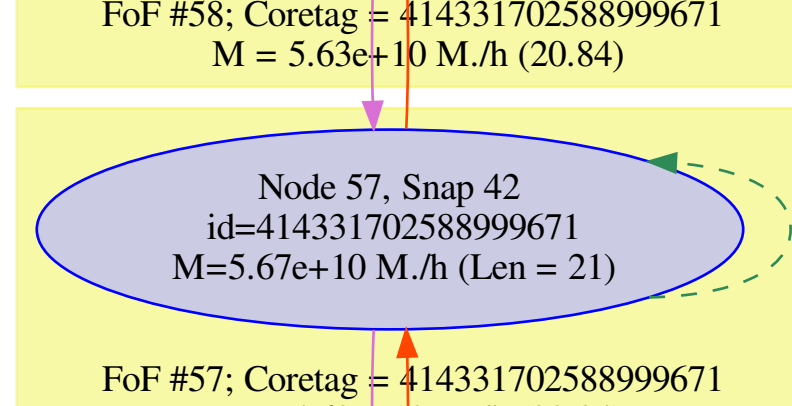 FoF #58; Coretag = 414331702588999671
M = 5.63e+10 M./h (20.84)
Node 57, Snap 42
id=414331702588999671
M=5.67e+10 M./h (Len = 21)
FoF #57; Coretag = 414331702588999671